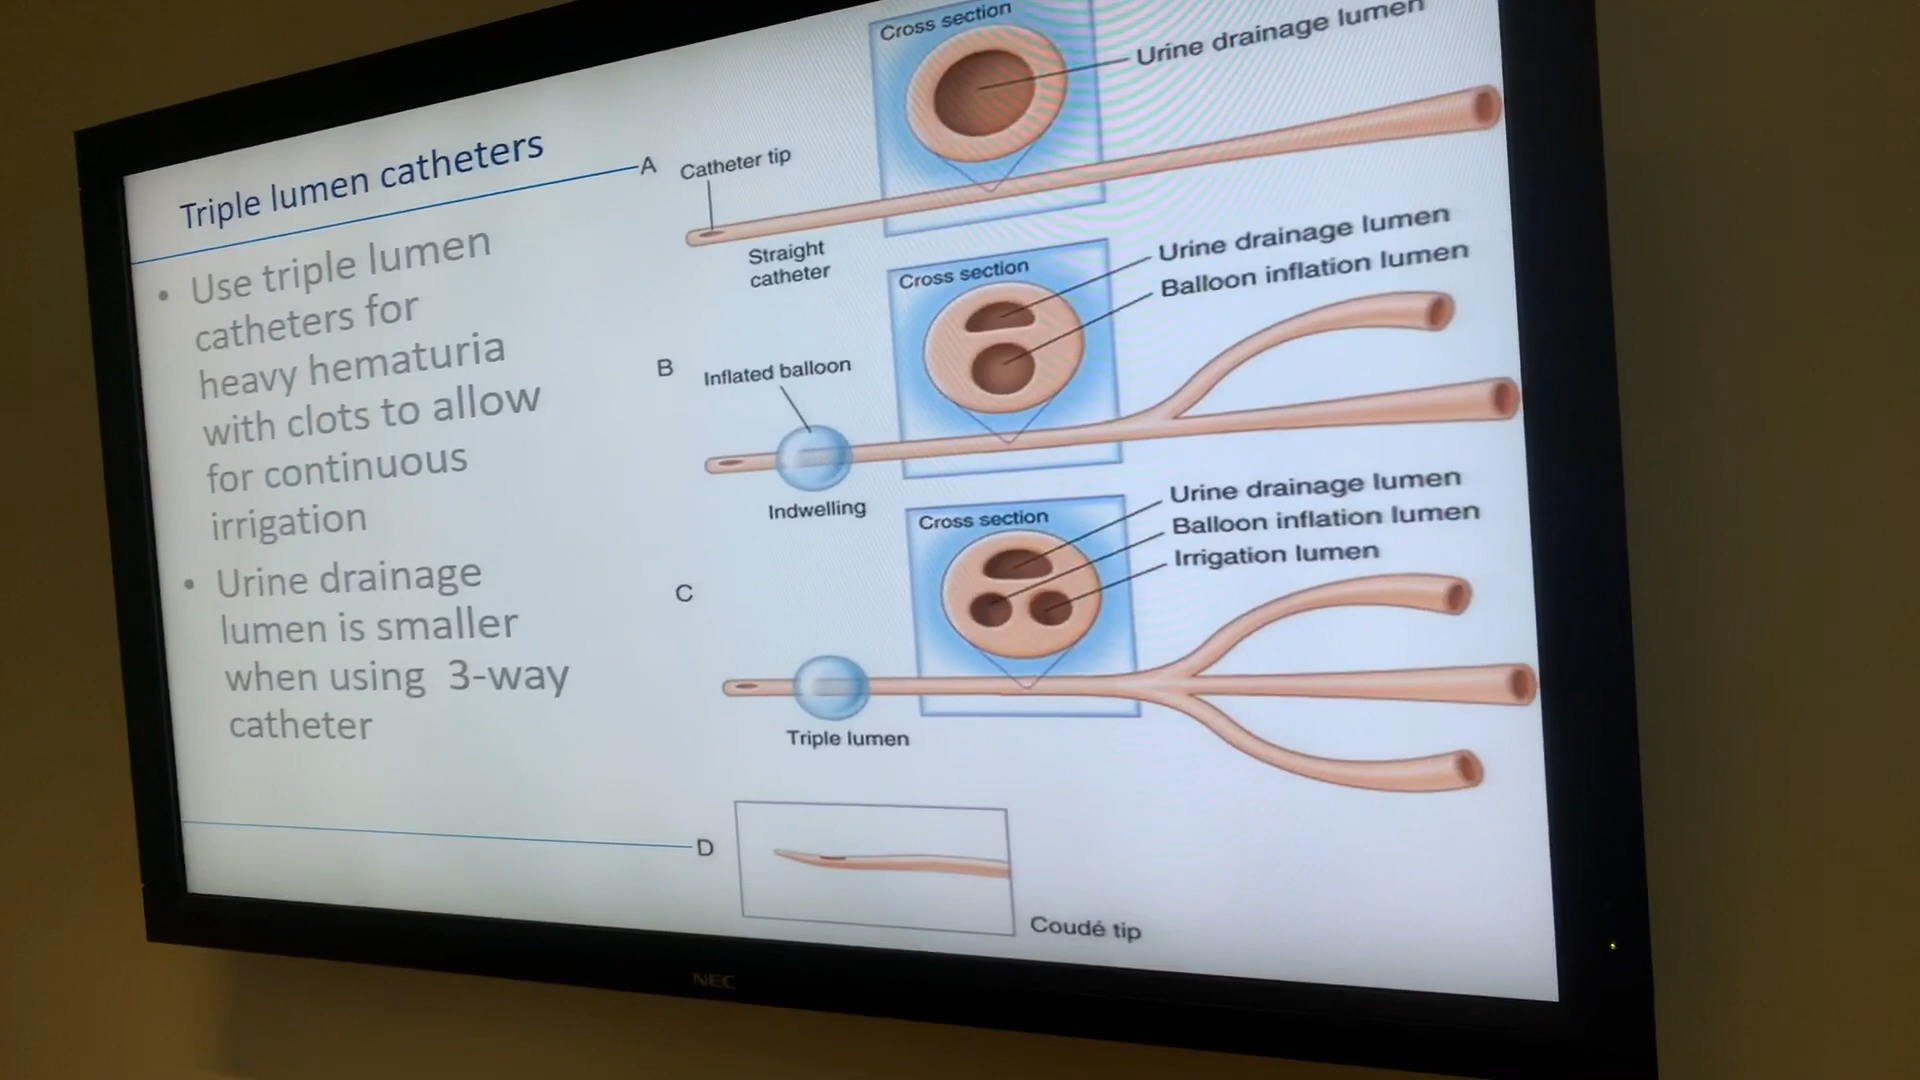 Triple lumen catheters
• Use triple lumen
catheters for
heavy hematuria
with clots to allow
for continuous
irrigation
• Urine drainage
lumen is smaller
when using 3-way
catheter
A
Cross section
Urine drainage lumen
Catheter tip
Straight
catheter
B
Cross section
Urine drainage lumen
Balloon inflation lumen
Inflated balloon
Indwelling
C
Cross section
Urine drainage lumen
Balloon inflation lumen
Irrigation lumen
Triple lumen
D
Coudé tip
NEC